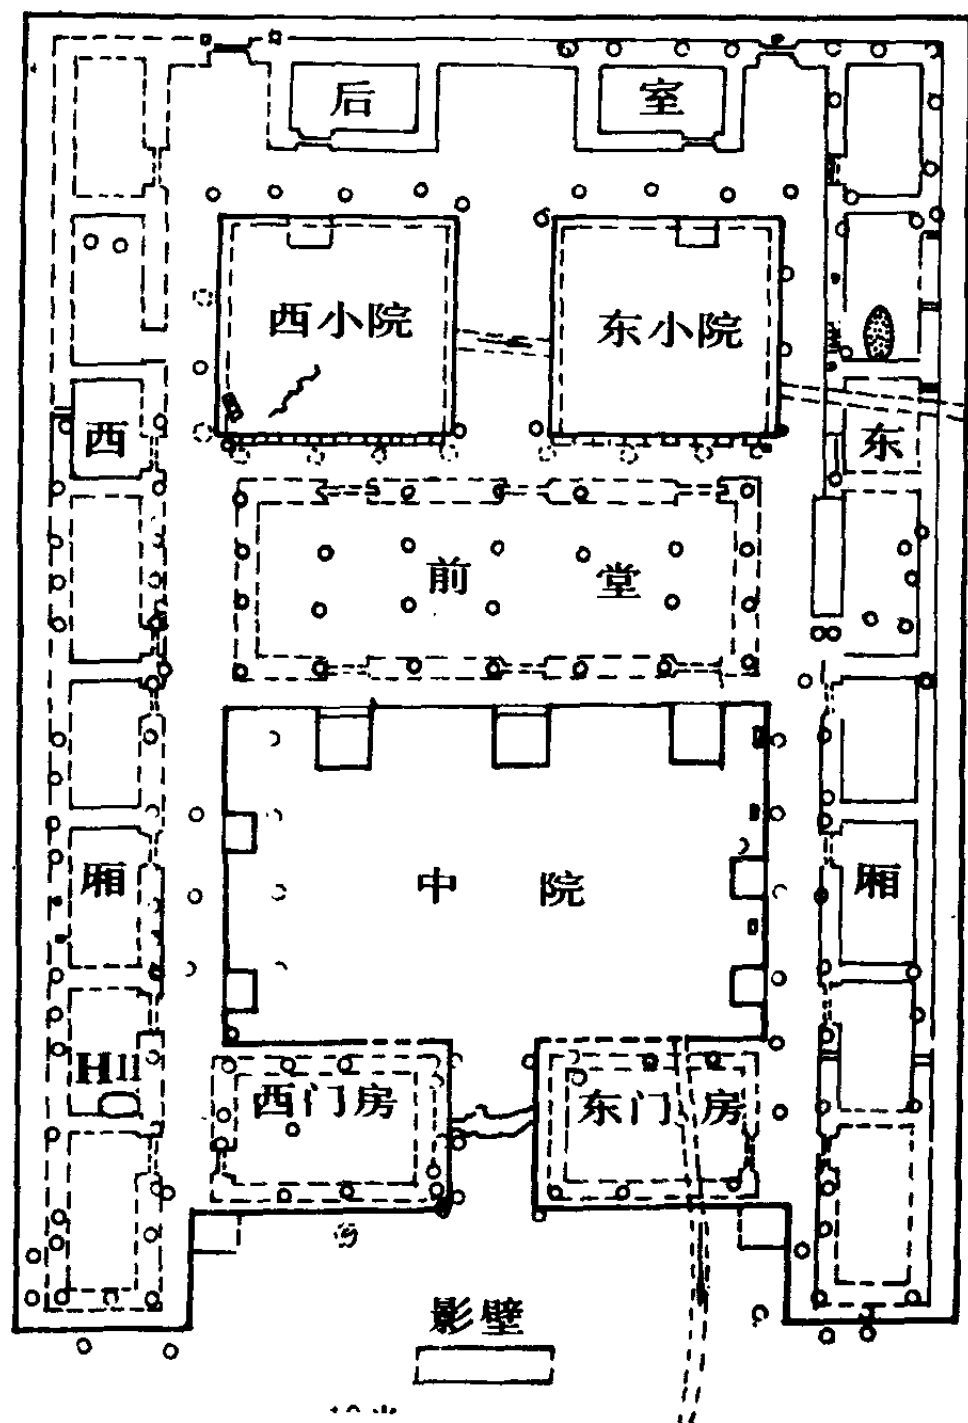 后 室
西小院 东小院
西 东
前 堂
厢 中 院 厢
H11
西门房 东门房
影壁